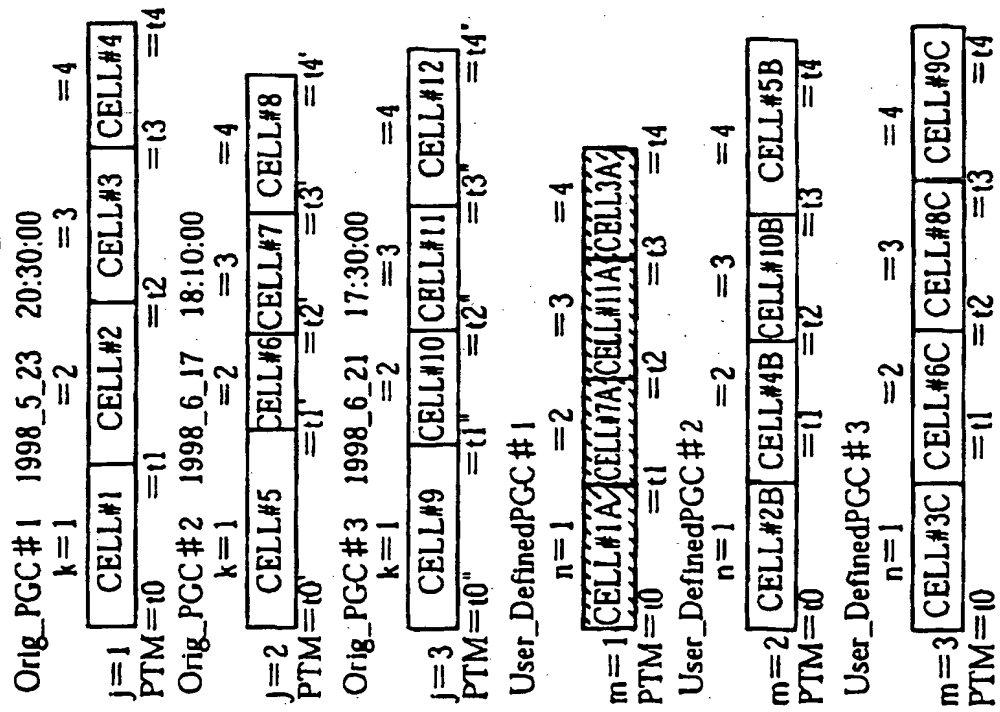 Orig_PGC#1 1998_5_23 20:30:00
k=1 =2 =3 =4
j=1 CELL#1 CELL#2 CELL#3 CELL#4
PTM=t0 =t1 =t2 =t3 =t4
Orig_PGC#2 1998_6_17 18:10:00
k=1 =2 =3 =4
j=2 CELL#5 CELL#6 CELL#7 CELL#8
PTM=t0' =t1' =t2' =t3' =t4'
Orig_PGC#3 1998_6_21 17:30:00
k=1 =2 =3 =4
j=3 CELL#9 CELL#10 CELL#11 CELL#12
PTM=t0" =t1" =t2" =t3" =t4"
User_DefinedPGC#1
n=1 =2 =3 =4
m=1 CELL#1A CELL7A CELL#11A CELL3A
PTM=t0 =t1 =t2 =t3 =t4
User_DefinedPGC#2
n=1 =2 =3 =4
m=2 CELL#2B CELL#4B CELL#10B CELL#5B
PTM=t0 =t1 =t2 =t3 =t4
User_DefinedPGC#3
n=1 =2 =3 =4
m=3 CELL#3C CELL#6C CELL#8C CELL#9C
PTM=t0 =t1 =t2 =t3 =t4